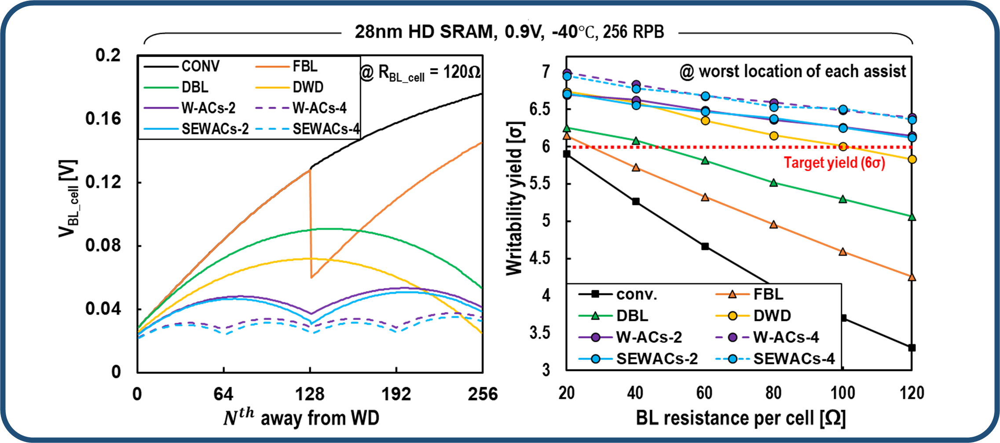 28nm HD SRAM, 0.9V, -40℃, 256 RPB
0.2
0.16
0.12
0.08
0.04
0
V_BL_cell [V]
CONV FBL
DBL DWD
W-ACs-2 W-ACs-4
SEWACs-2 SEWACs-4
@ R_BL_cell = 120Ω
0 64 128 192 256
N^th away from WD
7
6.5
6
5.5
5
4.5
4
3.5
3
Writability yield [σ]
@ worst location of each assist
Target yield (6σ)
conv. FBL
DBL DWD
W-ACs-2 W-ACs-4
SEWACs-2 SEWACs-4
20 40 60 80 100 120
BL resistance per cell [Ω]